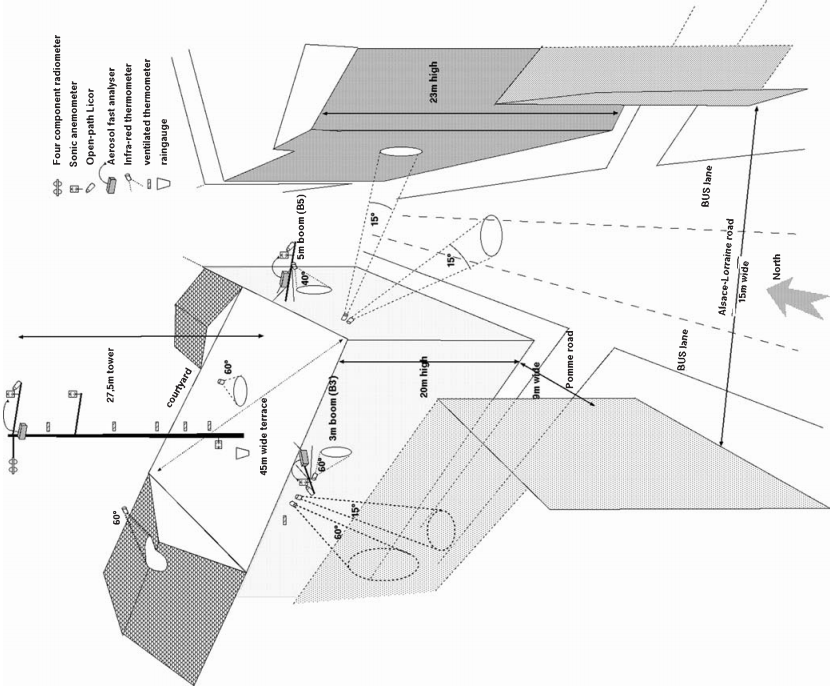 Four component radiometer
Sonic anemometer
Open-path Licor
Aerosol fast analyser
Infra-red thermometer
ventilated thermometer
raingauge
23m high
5m boom (B5)
40°
15°
15°
BUS lane
Alsace-Lorraine road
15m wide
North
BUS lane
27,5m tower
courtyard
60°
45m wide terrace
3m boom (B3)
60°
20m high
9m wide
Pomme road
60°
60°
15°